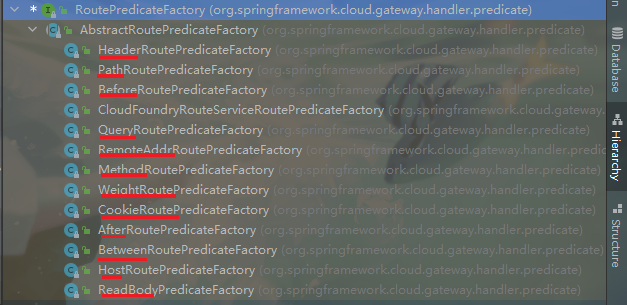 * RoutePredicateFactory (org.springframework.cloud.gateway.handler.predicate)
AbstractRoutePredicateFactory (org.springframework.cloud.gateway.handler.predicate)
HeaderRoutePredicateFactory (org.springframework.cloud.gateway.handler.predicate)
PathRoutePredicateFactory (org.springframework.cloud.gateway.handler.predicate)
BeforeRoutePredicateFactory (org.springframework.cloud.gateway.handler.predicate)
CloudFoundryRouteServiceRoutePredicateFactory (org.springframework.cloud.gateway.
QueryRoutePredicateFactory (org.springframework.cloud.gateway.handler.predicate)
RemoteAddrRoutePredicateFactory (org.springframework.cloud.gateway.handler.predicate)
MethodRoutePredicateFactory (org.springframework.cloud.gateway.handler.predicate)
WeightRoutePredicateFactory (org.springframework.cloud.gateway.handler.predicate)
CookieRoutePredicateFactory (org.springframework.cloud.gateway.handler.predicate)
AfterRoutePredicateFactory (org.springframework.cloud.gateway.handler.predicate)
BetweenRoutePredicateFactory (org.springframework.cloud.gateway.handler.predicate)
HostRoutePredicateFactory (org.springframework.cloud.gateway.handler.predicate)
ReadBodyPredicateFactory (org.springframework.cloud.gateway.handler.predicate)
Database
Hierarchy
Structure